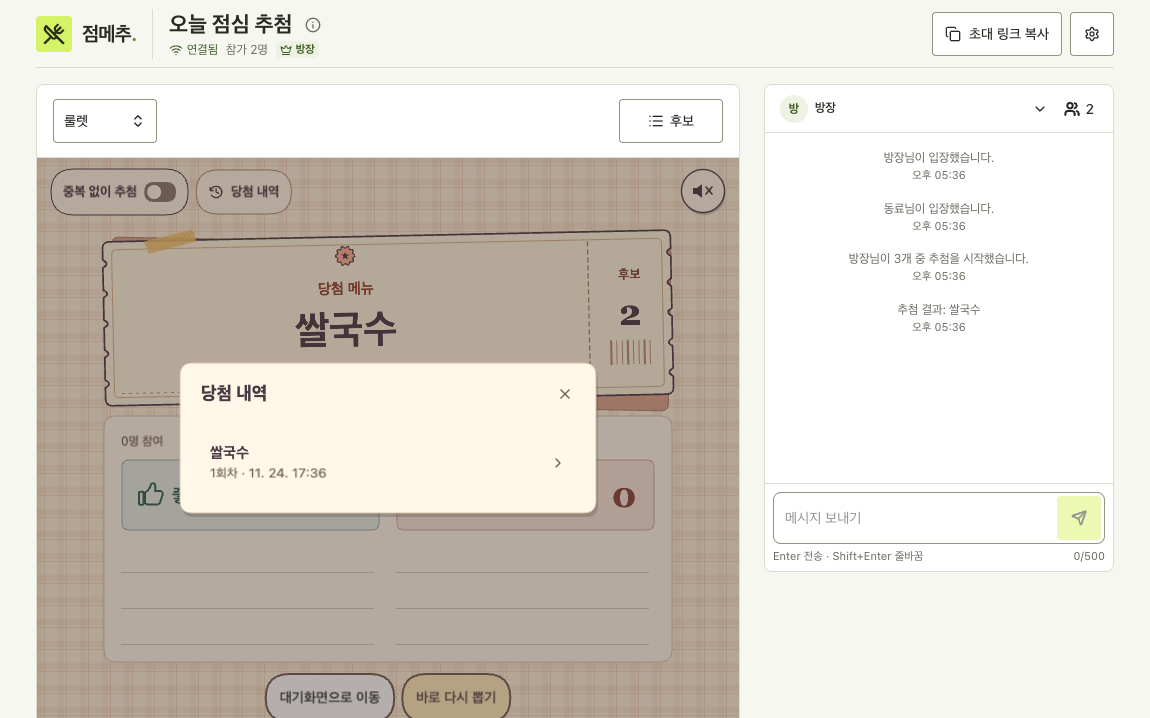 점메추.
오늘 점심 추첨
연결됨 참가 2명 방장
초대 링크 복사
룰렛
후보
중복 없이 추첨
당첨 내역
당첨 메뉴
쌀국수
후보
2
당첨 내역
쌀국수
1회차 · 11. 24. 17:36
0명 참여
0
대기화면으로 이동
바로 다시 뽑기
방 방장
2
방장님이 입장했습니다.
오후 05:36
동료님이 입장했습니다.
오후 05:36
방장님이 3개 중 추첨을 시작했습니다.
오후 05:36
추첨 결과: 쌀국수
오후 05:36
메시지 보내기
Enter 전송 · Shift+Enter 줄바꿈
0/500